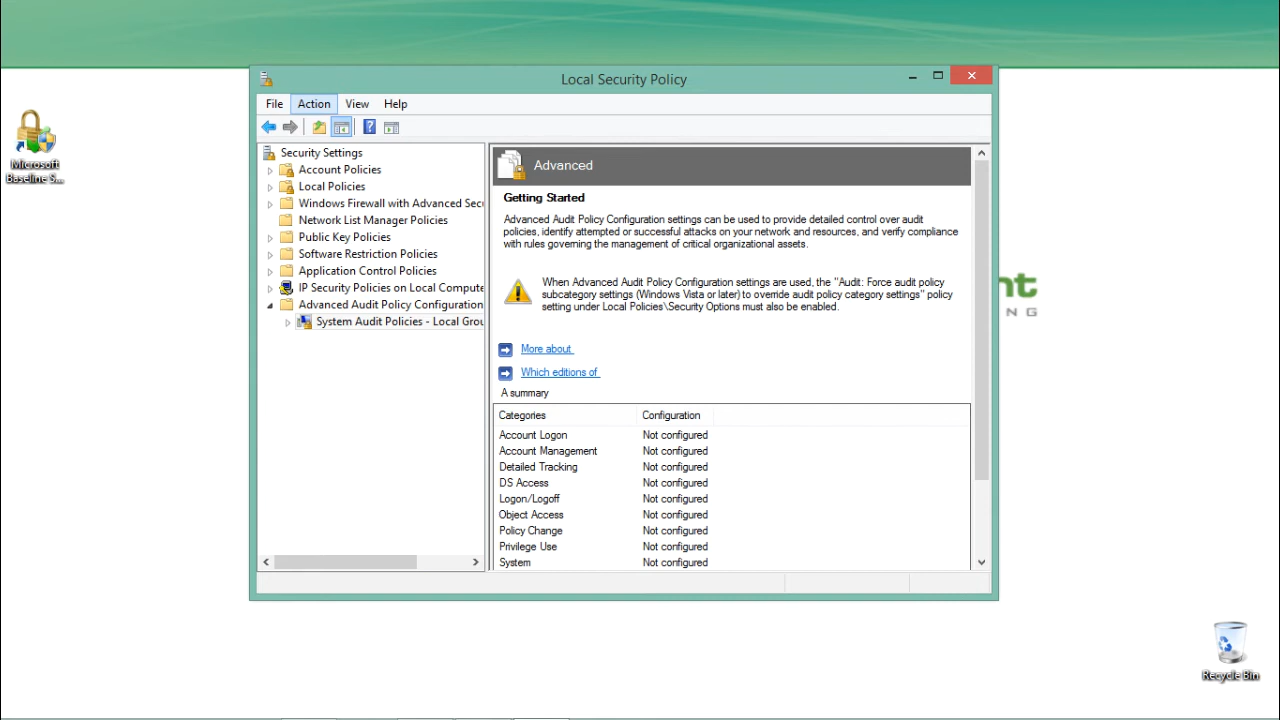 Local Security Policy
File Action View Help
Microsoft
Baseline S...
Security Settings
Account Policies
Local Policies
Windows Firewall with Advanced Sec
Network List Manager Policies
Public Key Policies
Software Restriction Policies
Application Control Policies
IP Security Policies on Local Compute
Advanced Audit Policy Configuration
System Audit Policies - Local Grou
Advanced
Getting Started
Advanced Audit Policy Configuration settings can be used to provide detailed control over audit
policies, identify attempted or successful attacks on your network and resources, and verify compliance
with rules governing the management of critical organizational assets.
When Advanced Audit Policy Configuration settings are used, the "Audit: Force audit policy
subcategory settings (Windows Vista or later) to override audit policy category settings" policy
setting under Local Policies\Security Options must also be enabled.
More about
Which editions of
A summary
Categories Configuration
Account Logon Not configured
Account Management Not configured
Detailed Tracking Not configured
DS Access Not configured
Logon/Logoff Not configured
Object Access Not configured
Policy Change Not configured
Privilege Use Not configured
System Not configured
nt
N G
Recycle Bin